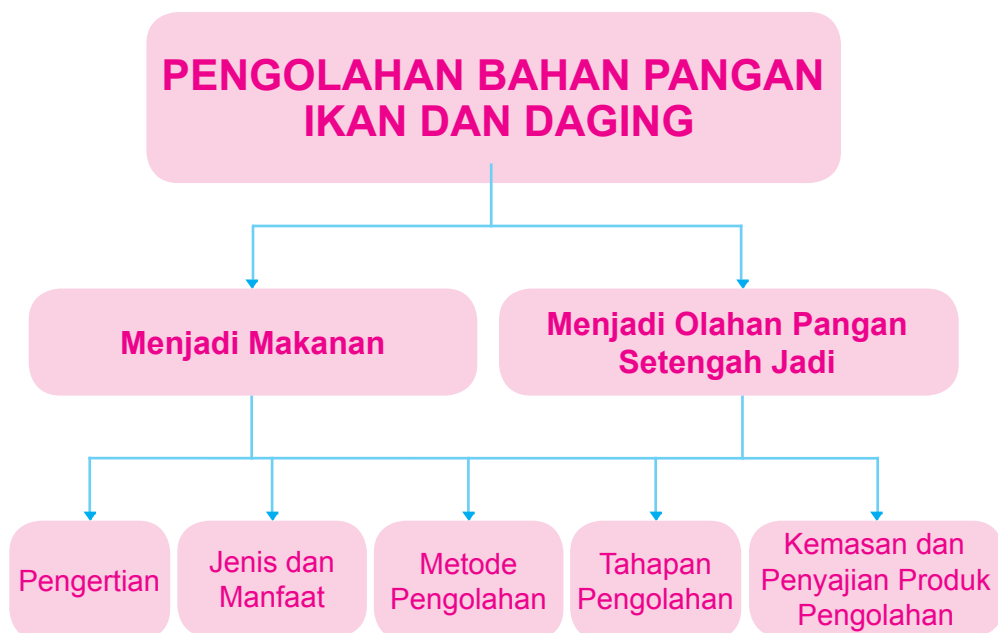 PENGOLAHAN BAHAN PANGAN
IKAN DAN DAGING
Menjadi Makanan
Menjadi Olahan Pangan
Setengah Jadi
Pengertian
Jenis dan
Manfaat
Metode
Pengolahan
Tahapan
Pengolahan
Kemasan dan
Penyajian Produk
Pengolahan